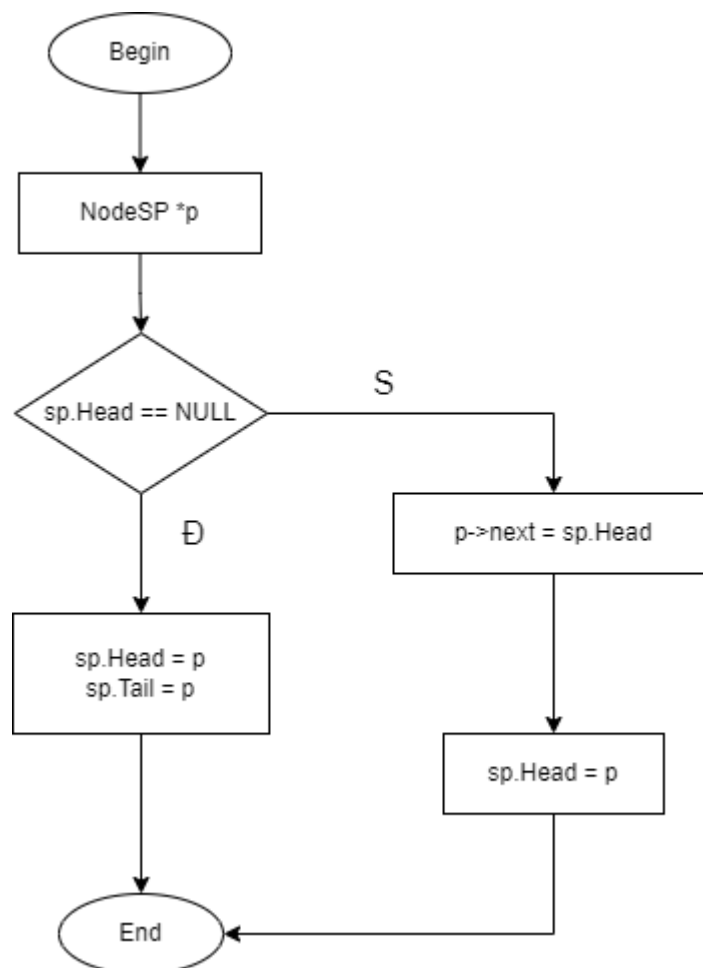 Begin
NodeSP *p
sp.Head == NULL
S
Đ
p->next = sp.Head
sp.Head = p
sp.Tail = p
sp.Head = p
End